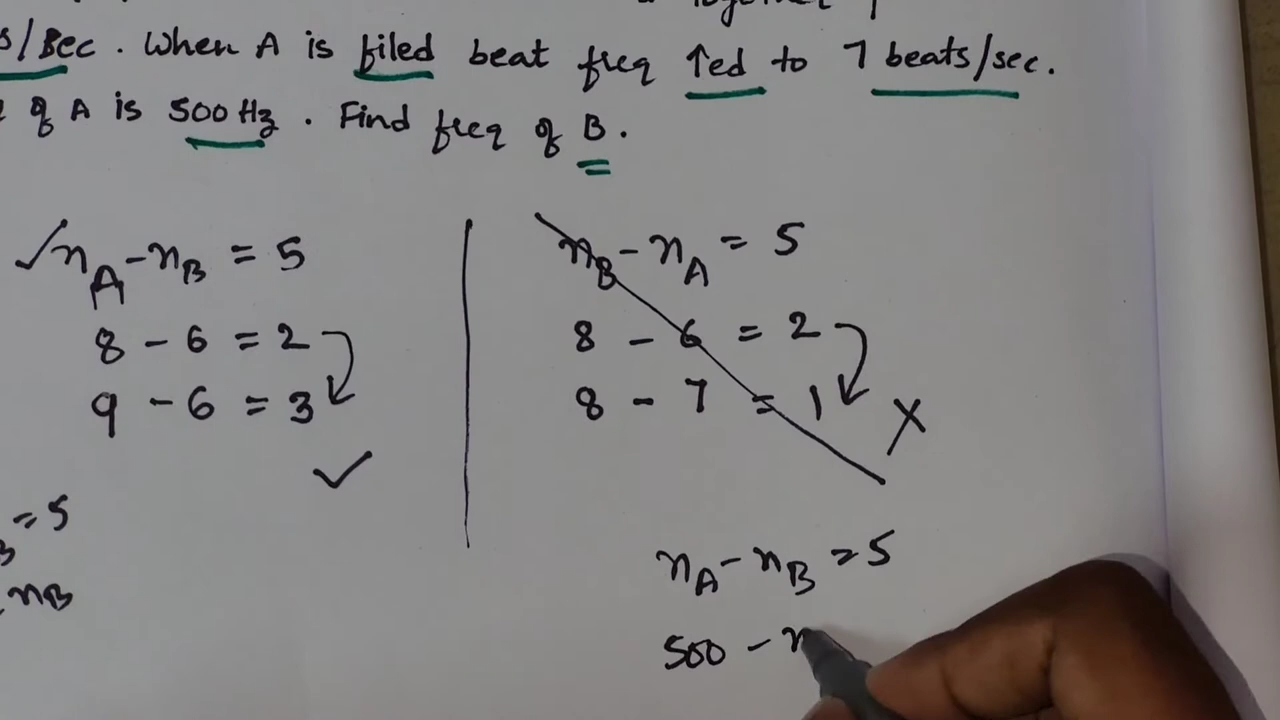 Together
s/sec. When A is filed beat freq ↑ed to 7 beats/sec.
of A is 500 Hz. Find freq of B.
✓ nA - nB = 5
8 - 6 = 2
9 - 6 = 3
✓
nB - nA = 5
8 - 6 = 2
8 - 7 = 1 X
= 5
nB
nA - nB = 5
500 - n